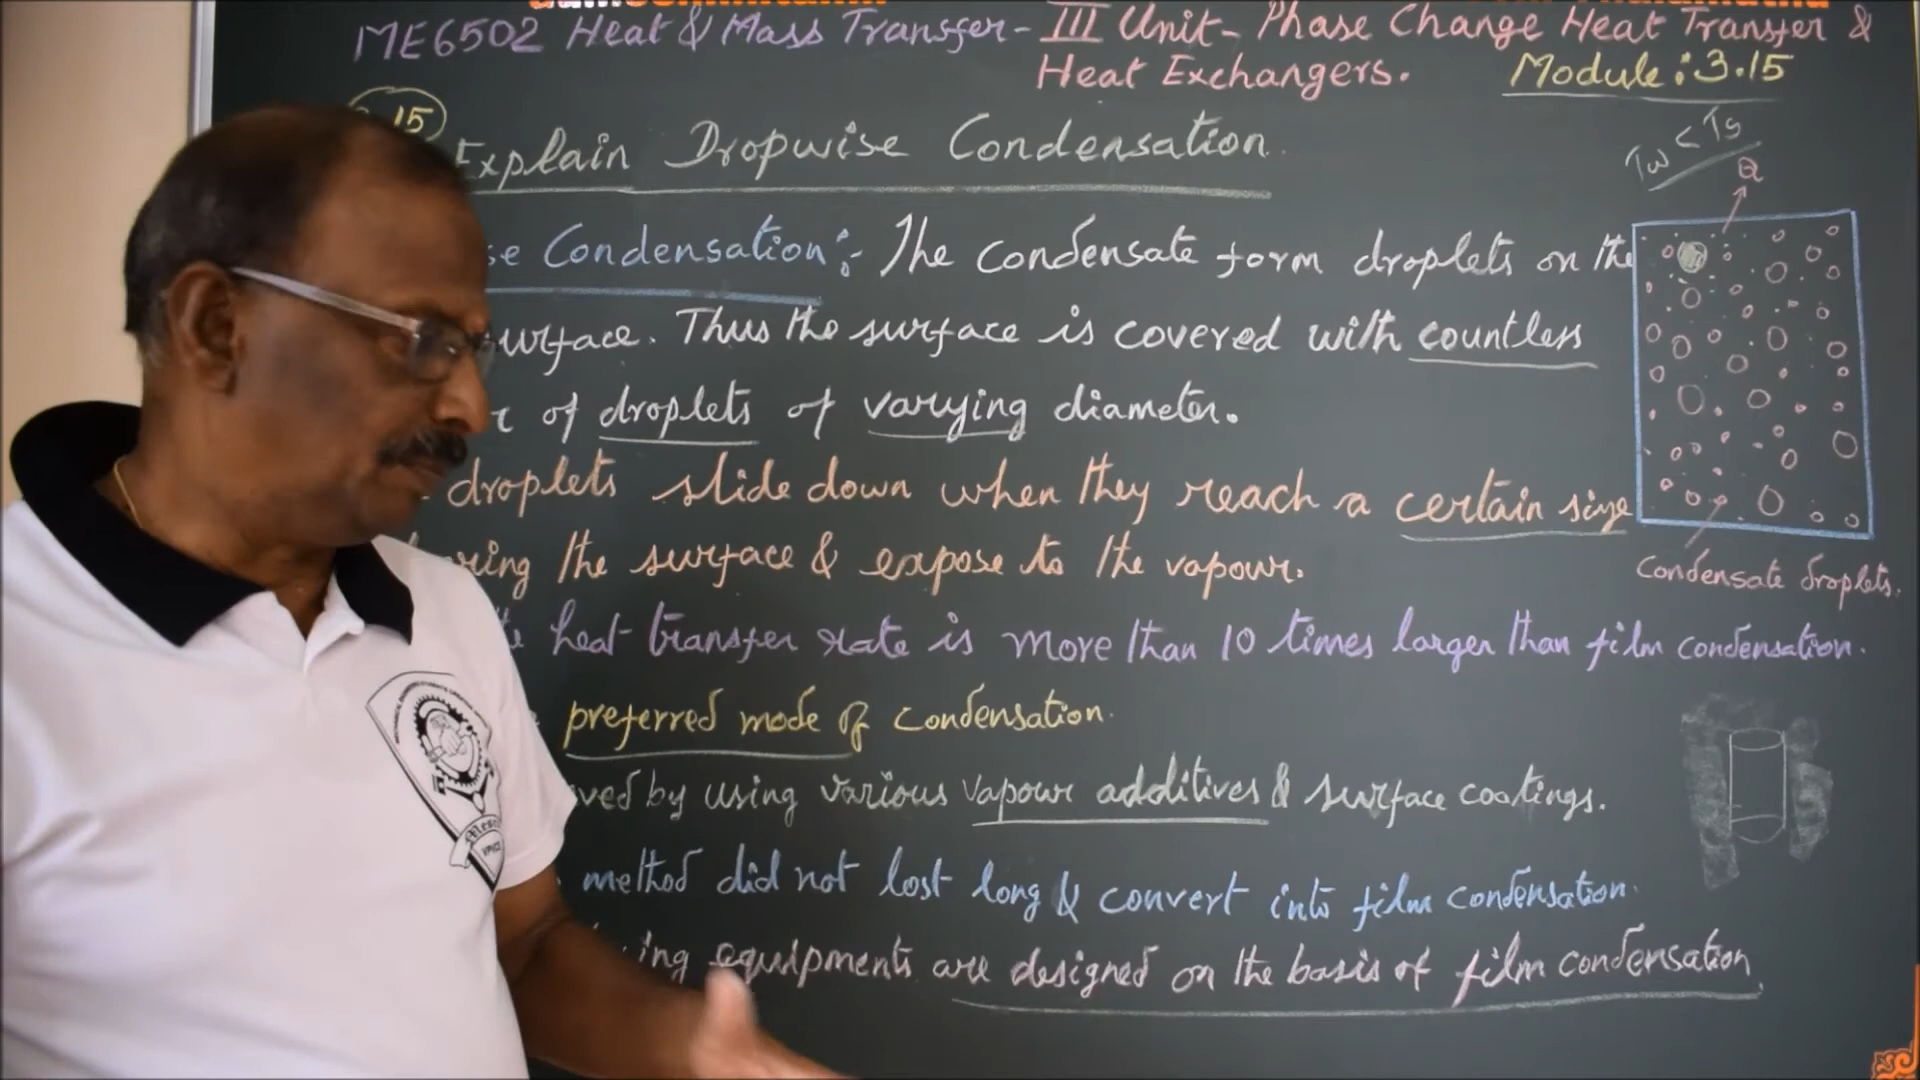 ME6502 Heat & Mass Transfer - III Unit - Phase Change Heat Transfer &
Heat Exchangers. Module: 3.15
15
Explain Dropwise Condensation.
Tw < Ts
Q
se Condensation:- The condensate form droplets on the
urface. Thus the surface is covered with countless
r of droplets of varying diameter.
droplets slide down when they reach a certain size
ring the surface & expose to the vapour.
Condensate droplets.
heat transfer rate is more than 10 times larger than film condensation.
preferred mode of condensation.
ved by using various vapour additives & surface coatings.
method did not lost long & convert into film condensation.
ing equipments are designed on the basis of film condensation